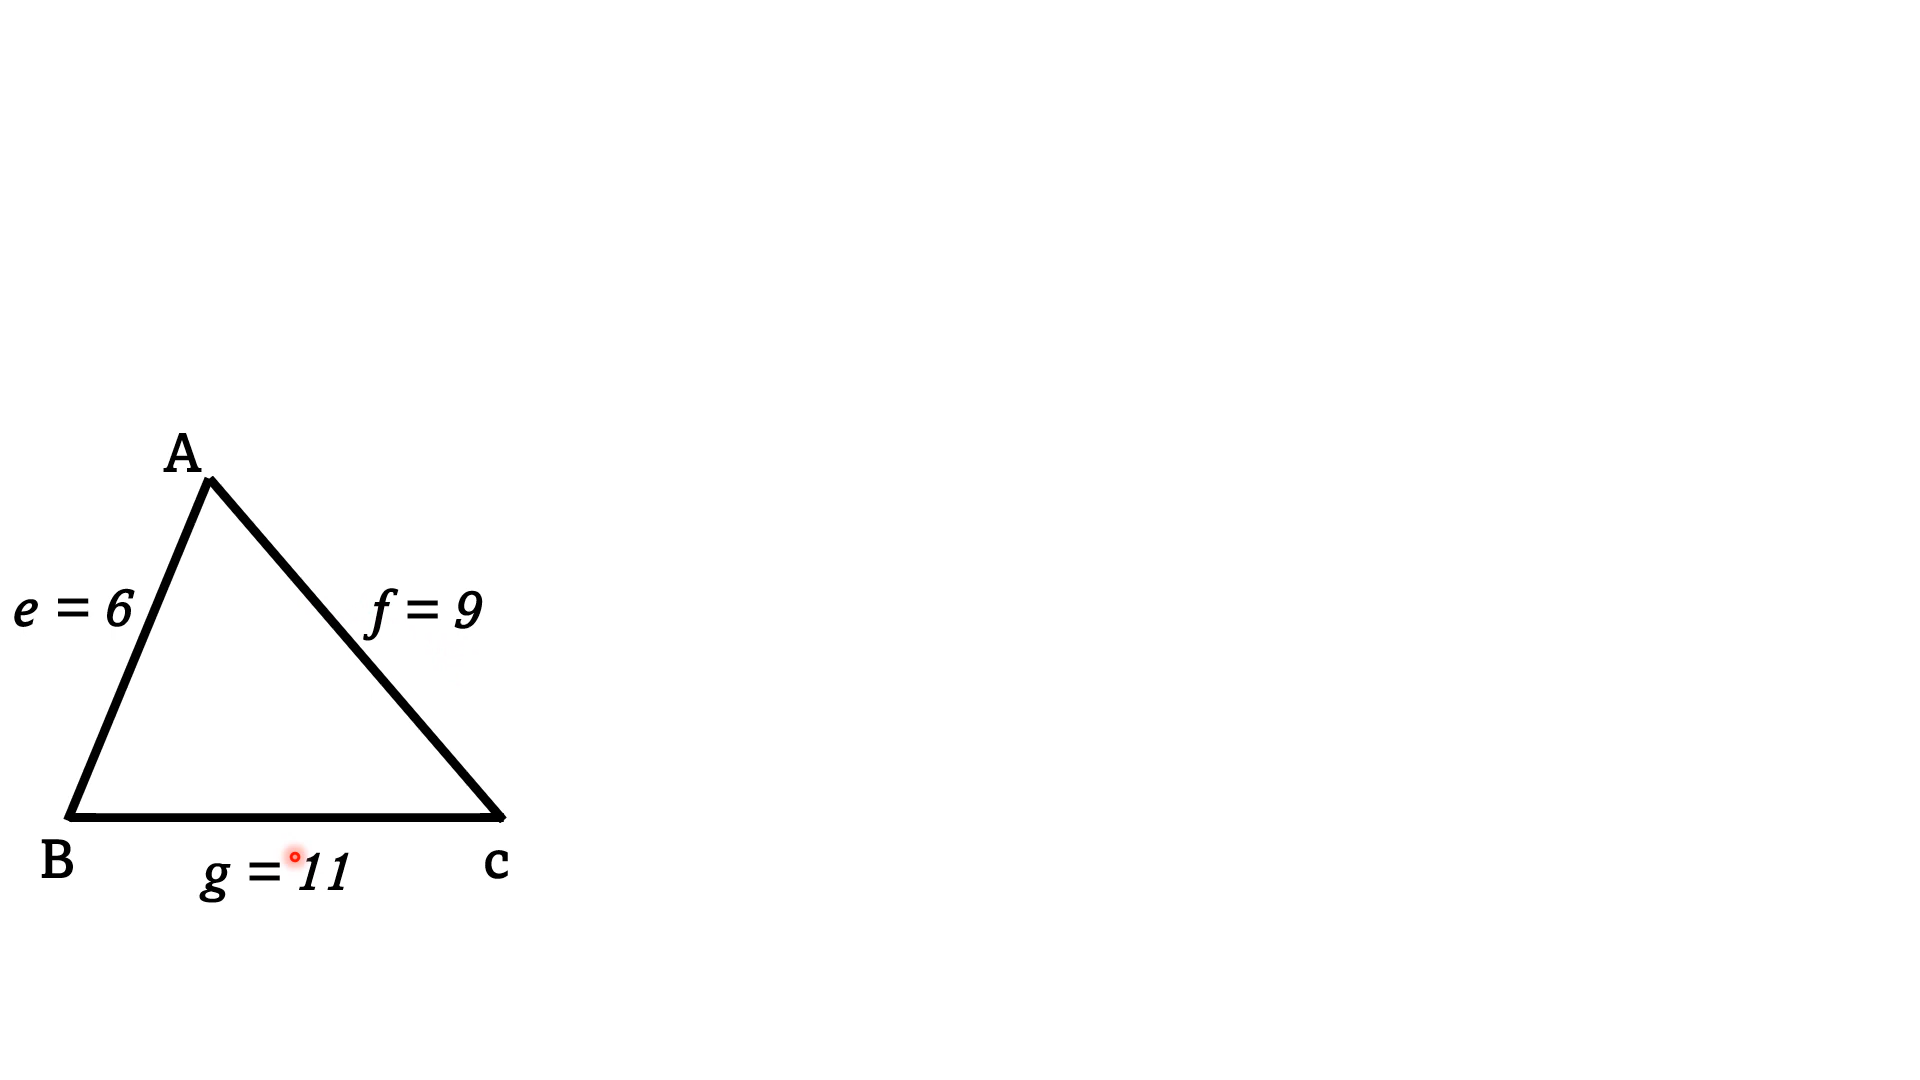 A
e = 6
f = 9
B
g = 11
c